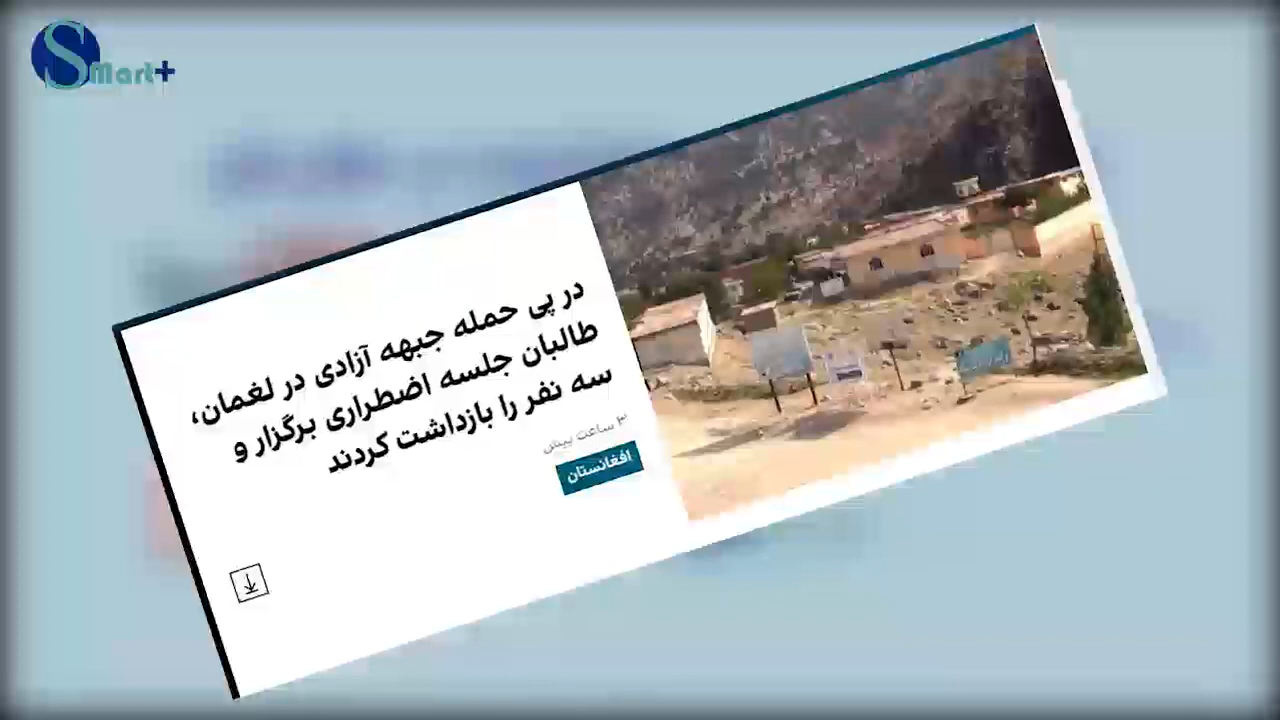 SMart+
در پی حمله جبهه آزادی در لغمان،
طالبان جلسه اضطراری برگزار و
سه نفر را بازداشت کردند
۳ ساعت پیش
افغانستان